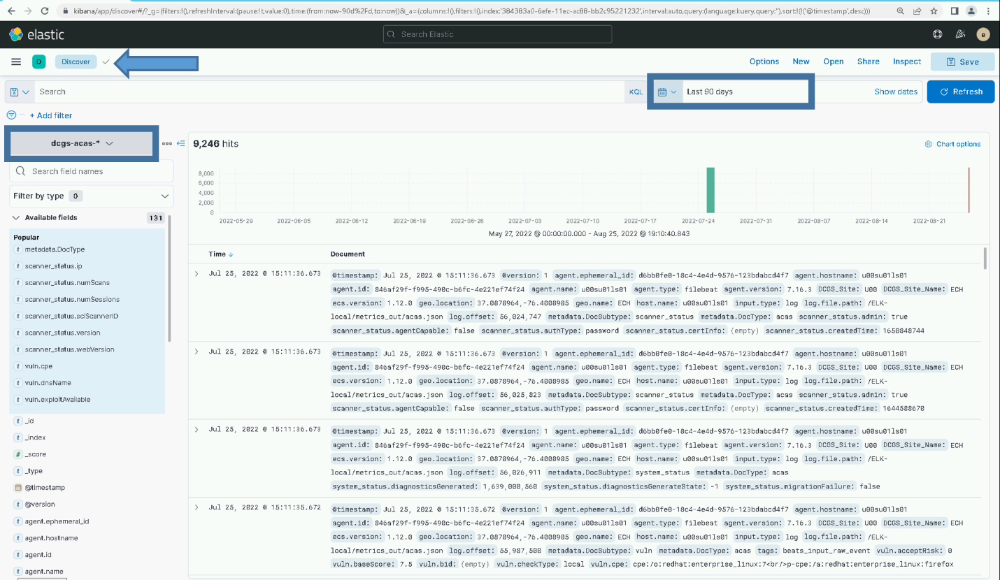 kibana/app/discover#/?_g=(filters:!(),refreshInterval:(pause:!t,value:0),time:(from:now-90d%2Fd,to:now))&_a=(columns:!(),filters:!(),index:'384383a0-6efe-11ec-ac88-bb2c95221232',interval:auto,query:(language:kuery,query:''),sort:!(!('@timestamp',desc)))
elastic
Search Elastic
e
D
Discover
Options New Open Share Inspect Save
Search
KQL
Last 90 days
Show dates
Refresh
+ Add filter
dcgs-acas-*
Search field names
Filter by type 0
Available fields 131
Popular
t metadata.DocType
t scanner_status.ip
t scanner_status.numScans
t scanner_status.numSessions
t scanner_status.sciScannerID
t scanner_status.version
t scanner_status.webVersion
t vuln.cpe
t vuln.dnsName
t vuln.exploitAvailable
t _id
t _index
# _score
t _type
@timestamp
t @version
t agent.ephemeral_id
t agent.hostname
t agent.id
t agent.name
9,246 hits
Chart options
8,000
6,000
4,000
2,000
0
2022-05-29 2022-06-05 2022-06-12 2022-06-19 2022-06-26 2022-07-03 2022-07-10 2022-07-17 2022-07-24 2022-07-31 2022-08-07 2022-08-14 2022-08-21
May 27, 2022 @ 00:00:00.000 - Aug 25, 2022 @ 19:10:40.843
Time Document
Jul 25, 2022 @ 15:11:36.673 @timestamp: Jul 25, 2022 @ 15:11:36.673 @version: 1 agent.ephemeral_id: d6bb0fe0-18c4-4e4d-9576-123bdabcd4f7 agent.hostname: u00su01ls01
agent.id: 846af29f-f995-490c-b6fc-4e221ef74f24 agent.name: u00su01ls01 agent.type: filebeat agent.version: 7.16.3 DCGS_Site: U00 DCGS_Site_Name: ECH
ecs.version: 1.12.0 geo.location: 37.0878964,-76.4008985 geo.name: ECH host.name: u00su01ls01 input.type: log log.file.path: /ELK-
local/metrics_out/acas.json log.offset: 56,024,747 metadata.DocSubtype: scanner_status metadata.DocType: acas scanner_status.admin: true
scanner_status.agentCapable: false scanner_status.authType: password scanner_status.certInfo: (empty) scanner_status.createdTime: 1650848744
Jul 25, 2022 @ 15:11:36.673 @timestamp: Jul 25, 2022 @ 15:11:36.673 @version: 1 agent.ephemeral_id: d6bb0fe0-18c4-4e4d-9576-123bdabcd4f7 agent.hostname: u00su01ls01
agent.id: 846af29f-f995-490c-b6fc-4e221ef74f24 agent.name: u00su01ls01 agent.type: filebeat agent.version: 7.16.3 DCGS_Site: U00 DCGS_Site_Name: ECH
ecs.version: 1.12.0 geo.location: 37.0878964,-76.4008985 geo.name: ECH host.name: u00su01ls01 input.type: log log.file.path: /ELK-
local/metrics_out/acas.json log.offset: 56,025,823 metadata.DocSubtype: scanner_status metadata.DocType: acas scanner_status.admin: true
scanner_status.agentCapable: false scanner_status.authType: password scanner_status.certInfo: (empty) scanner_status.createdTime: 1644588670
Jul 25, 2022 @ 15:11:36.673 @timestamp: Jul 25, 2022 @ 15:11:36.673 @version: 1 agent.ephemeral_id: d6bb0fe0-18c4-4e4d-9576-123bdabcd4f7 agent.hostname: u00su01ls01
agent.id: 846af29f-f995-490c-b6fc-4e221ef74f24 agent.name: u00su01ls01 agent.type: filebeat agent.version: 7.16.3 DCGS_Site: U00 DCGS_Site_Name: ECH
ecs.version: 1.12.0 geo.location: 37.0878964,-76.4008985 geo.name: ECH host.name: u00su01ls01 input.type: log log.file.path: /ELK-
local/metrics_out/acas.json log.offset: 56,026,911 metadata.DocSubtype: system_status metadata.DocType: acas
system_status.diagnosticsGenerated: 1,639,000,560 system_status.diagnosticsGenerateState: -1 system_status.migrationFailure: false
Jul 25, 2022 @ 15:11:35.672 @timestamp: Jul 25, 2022 @ 15:11:35.672 @version: 1 agent.ephemeral_id: d6bb0fe0-18c4-4e4d-9576-123bdabcd4f7 agent.hostname: u00su01ls01
agent.id: 846af29f-f995-490c-b6fc-4e221ef74f24 agent.name: u00su01ls01 agent.type: filebeat agent.version: 7.16.3 DCGS_Site: U00 DCGS_Site_Name: ECH
ecs.version: 1.12.0 geo.location: 37.0878964,-76.4008985 geo.name: ECH host.name: u00su01ls01 input.type: log log.file.path: /ELK-
local/metrics_out/acas.json log.offset: 55,987,500 metadata.DocSubtype: vuln metadata.DocType: acas tags: beats_input_raw_event vuln.acceptRisk: 0
vuln.baseScore: 7.5 vuln.bid: (empty) vuln.checkType: local vuln.cpe: cpe:/o:redhat:enterprise_linux:7<br/>p-cpe:/a:redhat:enterprise_linux:firefox